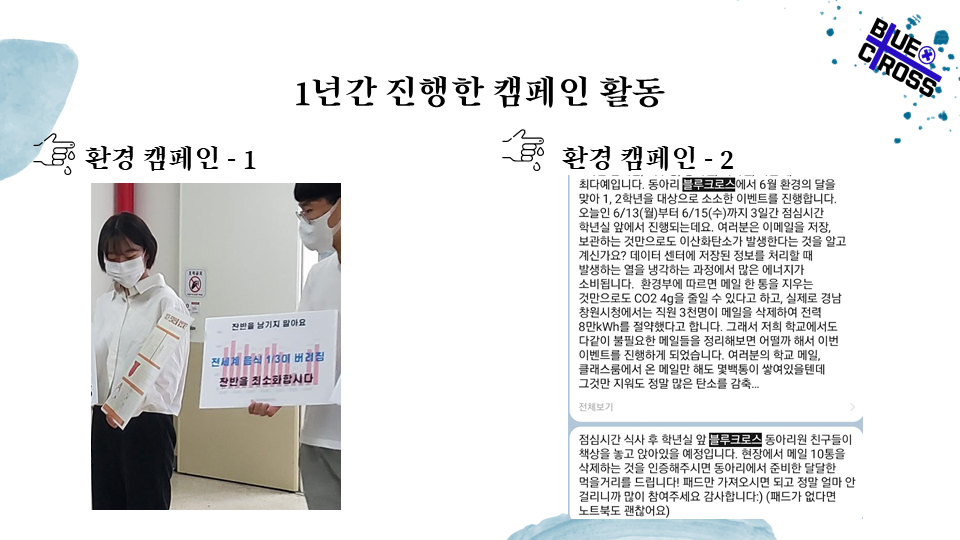 BLUE
CROSS
1년간 진행한 캠페인 활동
환경 캠페인 - 1
잔반을 남기지 말아요
전세계 음식 1/3이 버려짐
잔반을 최소화합시다
환경 캠페인 - 2
최다예입니다. 동아리 블루크로스에서 6월 환경의 달을
맞아 1, 2학년을 대상으로 소소한 이벤트를 진행합니다.
오늘인 6/13(월)부터 6/15(수)까지 3일간 점심시간
학년실 앞에서 진행되는데요. 여러분은 이메일을 저장,
보관하는 것만으로도 이산화탄소가 발생한다는 것을 알고
계신가요? 데이터 센터에 저장된 정보를 처리할 때
발생하는 열을 냉각하는 과정에서 많은 에너지가
소비됩니다. 환경부에 따르면 메일 한 통을 지우는
것만으로도 CO2 4g을 줄일 수 있다고 하고, 실제로 경남
창원시청에서는 직원 3천명이 메일을 삭제하여 전력
8만kWh를 절약했다고 합니다. 그래서 저희 학교에서도
다같이 불필요한 메일들을 정리해보면 어떨까 해서 이번
이벤트를 진행하게 되었습니다. 여러분의 학교 메일,
클래스룸에서 온 메일만 해도 몇백통이 쌓여있을텐데
그것만 지워도 정말 많은 탄소를 감축...
전체보기
점심시간 식사 후 학년실 앞 블루크로스 동아리원 친구들이
책상을 놓고 앉아있을 예정입니다. 현장에서 메일 10통을
삭제하는 것을 인증해주시면 동아리에서 준비한 달달한
먹을거리를 드립니다! 패드만 가져오시면 되고 정말 얼마 안
걸리니까 많이 참여주세요 감사합니다:) (패드가 없다면
노트북도 괜찮아요)